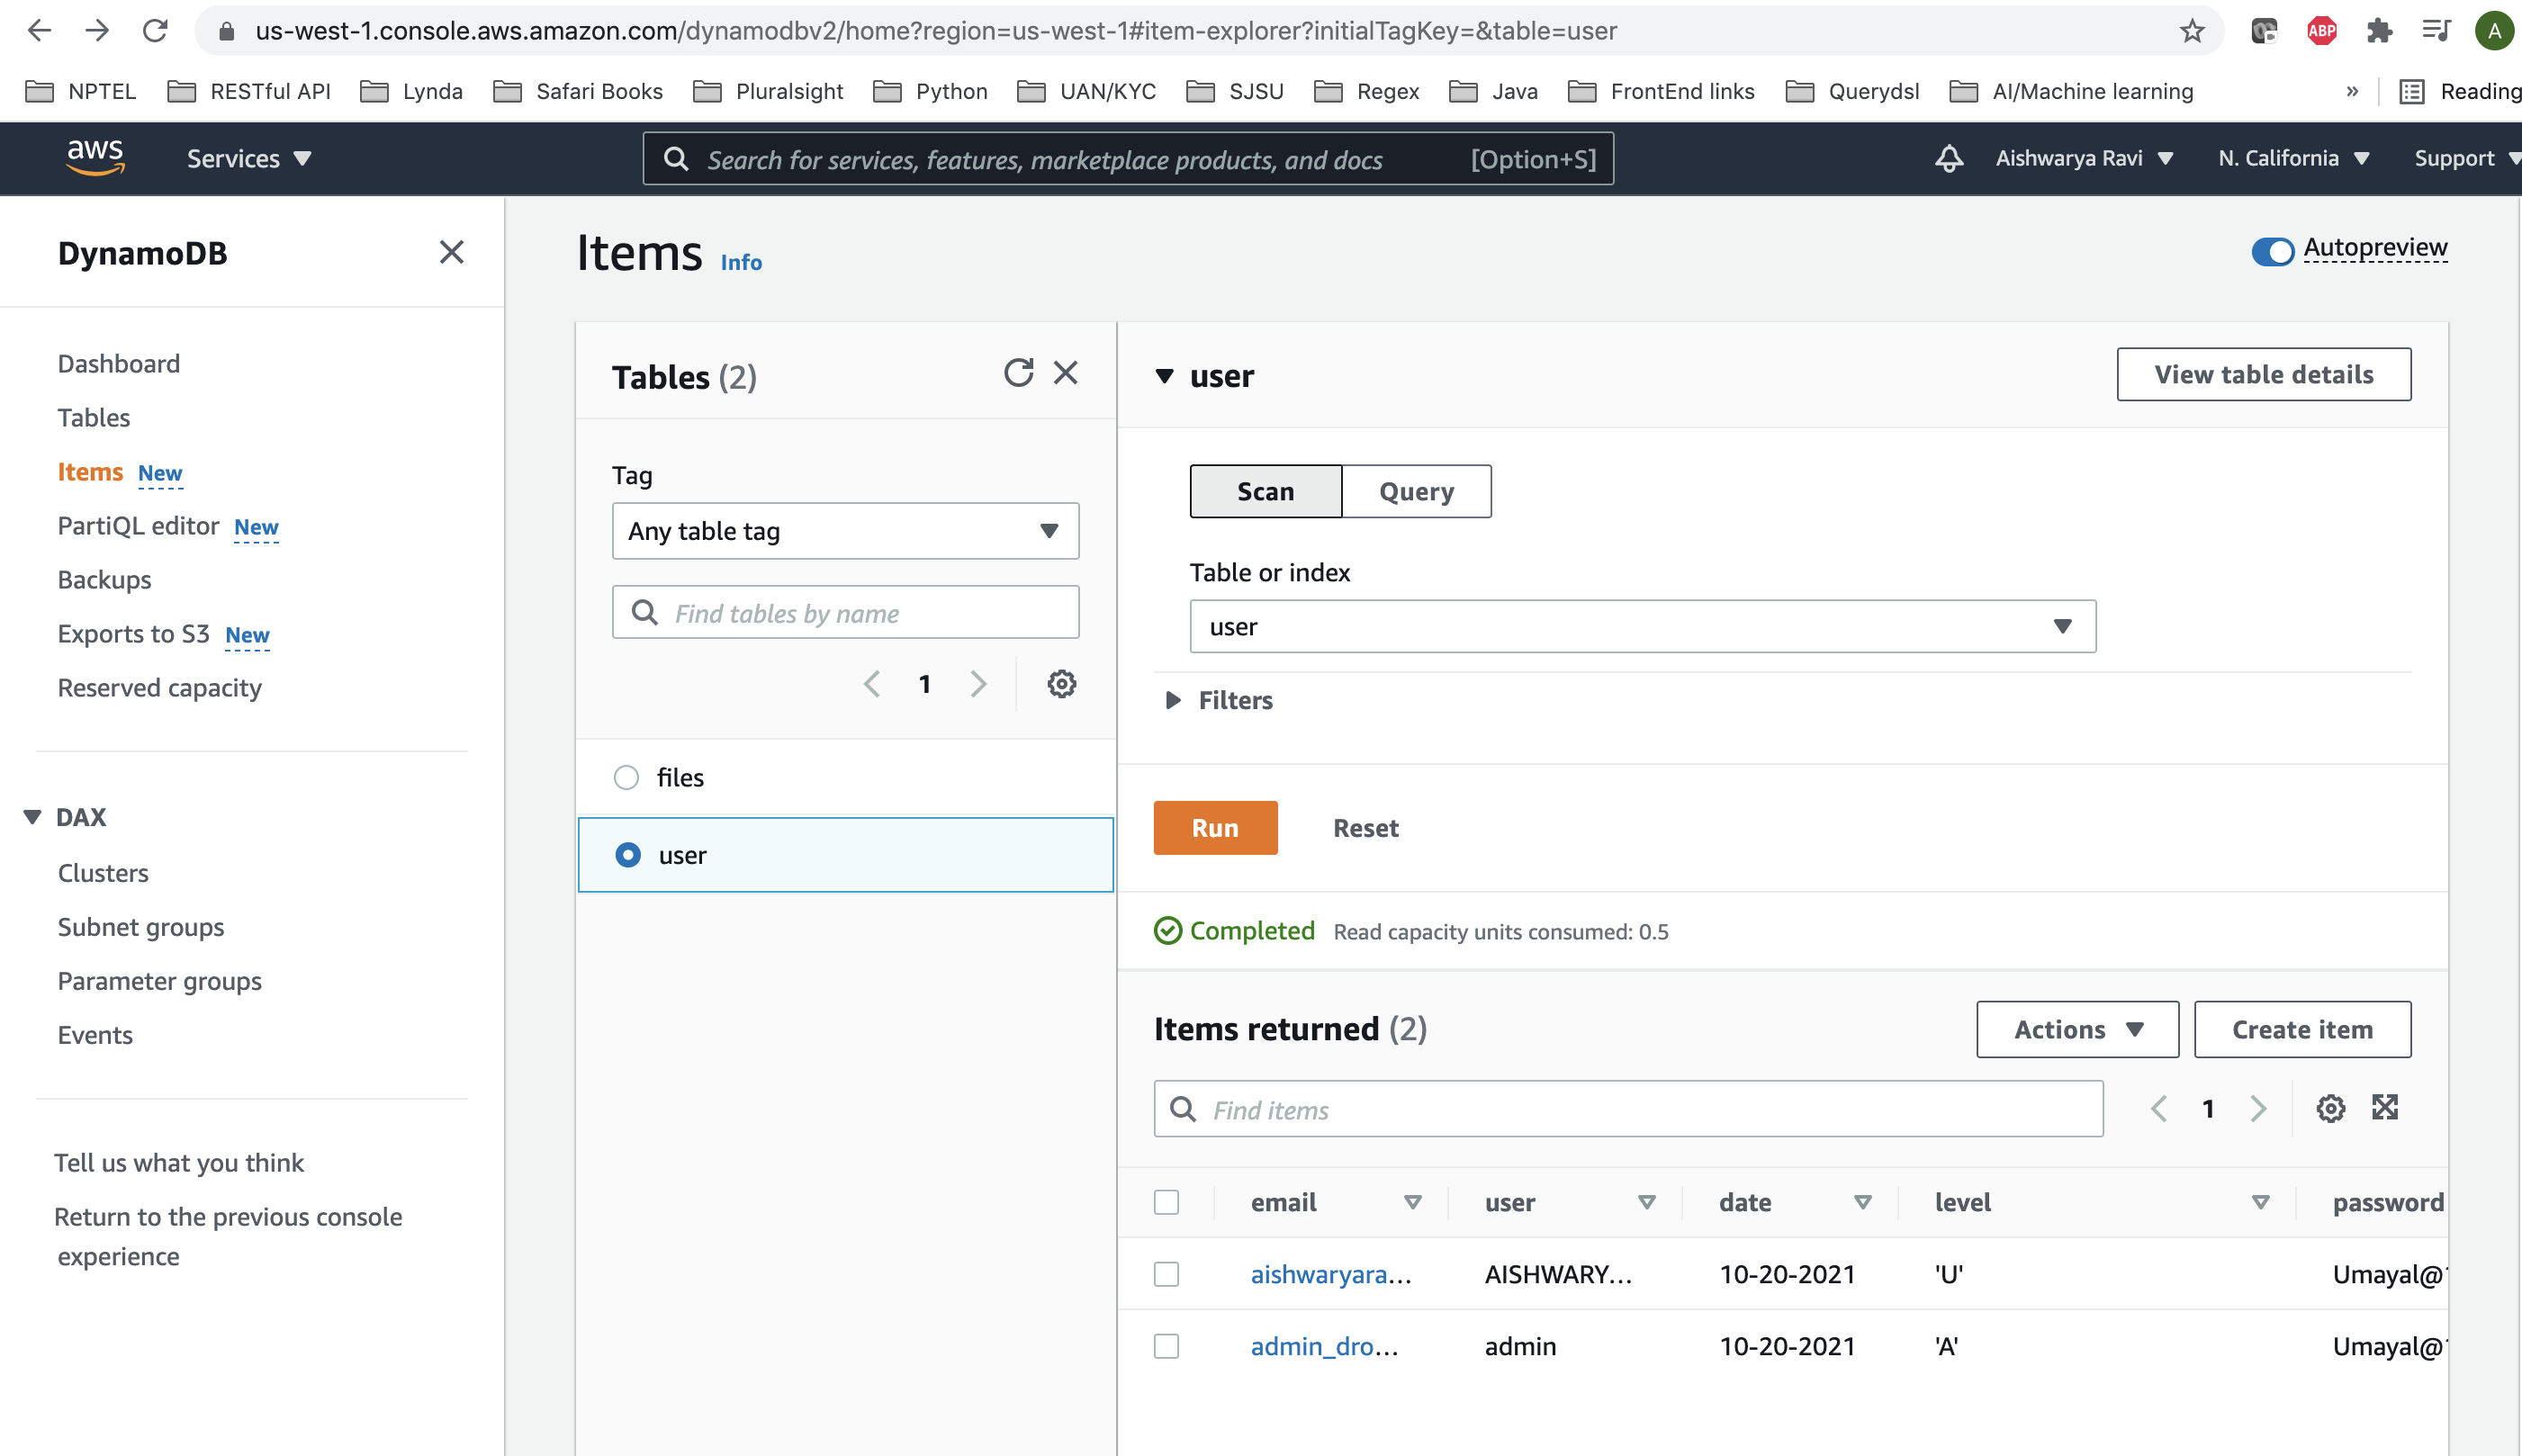 us-west-1.console.aws.amazon.com/dynamodbv2/home?region=us-west-1#item-explorer?initialTagKey=&table=user
ABP
A
NPTEL RESTful API Lynda Safari Books Pluralsight Python UAN/KYC SJSU Regex Java FrontEnd links Querydsl AI/Machine learning » Reading
aws Services Search for services, features, marketplace products, and docs [Option+S] Aishwarya Ravi N. California Support
DynamoDB
Dashboard
Tables
Items New
PartiQL editor New
Backups
Exports to S3 New
Reserved capacity
DAX
Clusters
Subnet groups
Parameter groups
Events
Tell us what you think
Return to the previous console
experience
Items Info
Autopreview
Tables (2)
Tag
Any table tag
Find tables by name
1
files
user
user
View table details
Scan Query
Table or index
user
Filters
Run Reset
Completed Read capacity units consumed: 0.5
Items returned (2)
Actions Create item
Find items
1
email user date level password
aishwaryara... AISHWARY... 10-20-2021 'U' Umayal@
admin_dro... admin 10-20-2021 'A' Umayal@